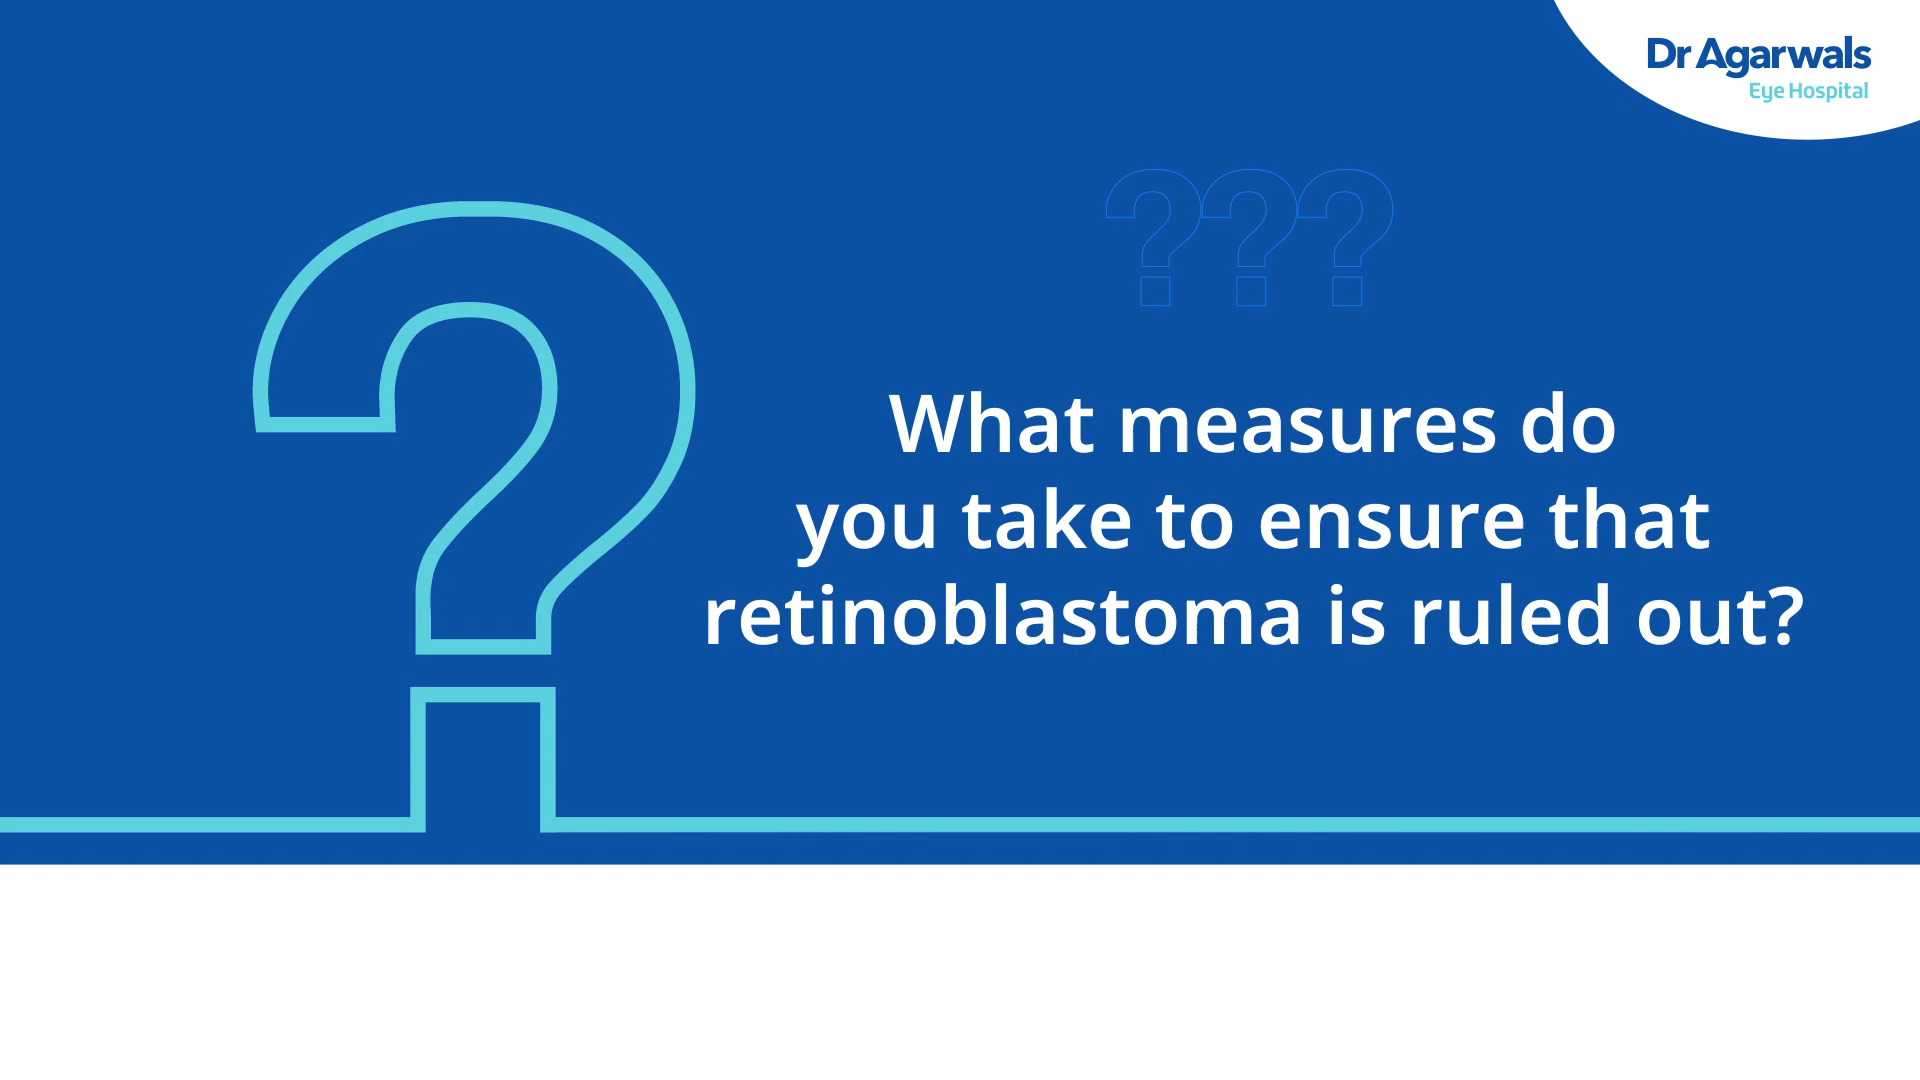 Dr Agarwals
Eye Hospital
???
What measures do
you take to ensure that
retinoblastoma is ruled out?